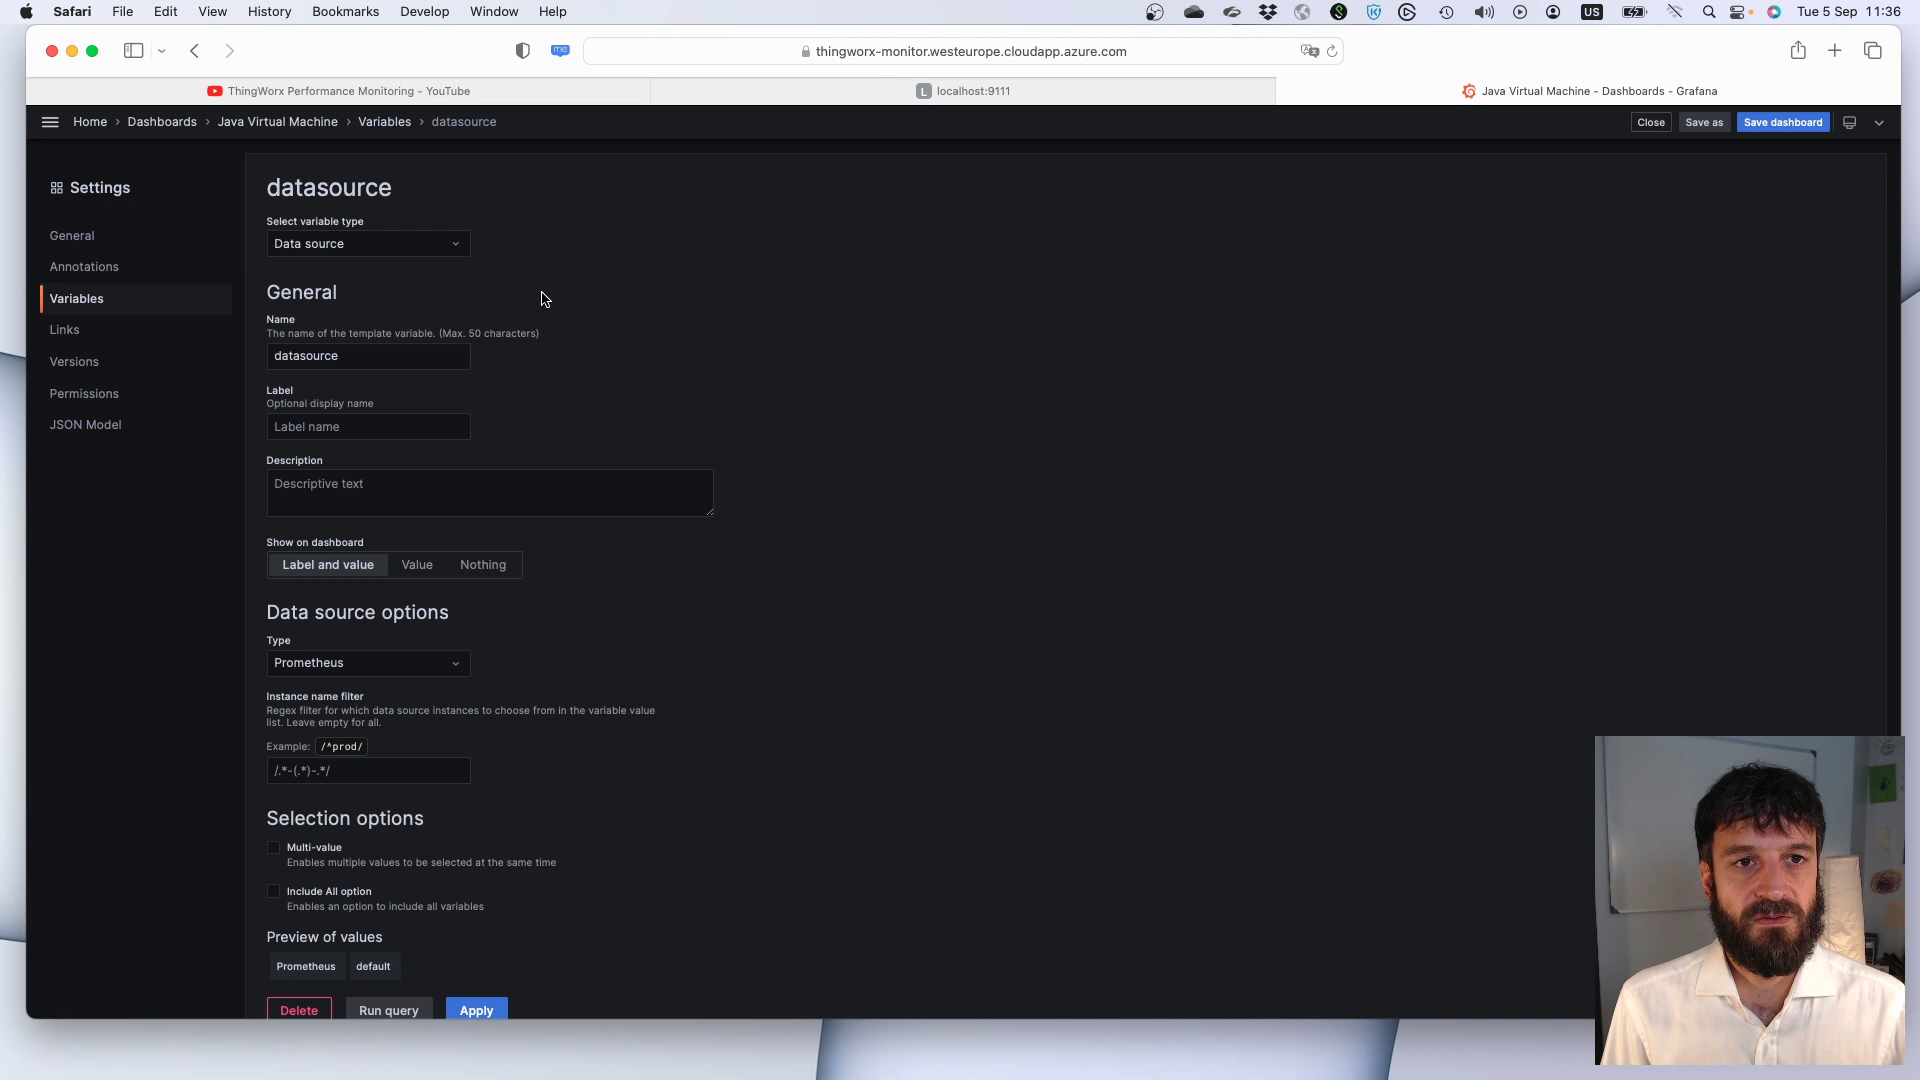 Safari File Edit View History Bookmarks Develop Window Help US Tue 5 Sep 11:36
me thingworx-monitor.westeurope.cloudapp.azure.com
ThingWorx Performance Monitoring - YouTube L localhost:9111 Java Virtual Machine - Dashboards - Grafana
Home › Dashboards › Java Virtual Machine › Variables › datasource Close Save as Save dashboard
Settings
General
Annotations
Variables
Links
Versions
Permissions
JSON Model
datasource
Select variable type
Data source
General
Name
The name of the template variable. (Max. 50 characters)
datasource
Label
Optional display name
Label name
Description
Descriptive text
Show on dashboard
Label and value Value Nothing
Data source options
Type
Prometheus
Instance name filter
Regex filter for which data source instances to choose from in the variable value
list. Leave empty for all.
Example: /^prod/
/.*-(.*)-.*/
Selection options
Multi-value
Enables multiple values to be selected at the same time
Include All option
Enables an option to include all variables
Preview of values
Prometheus default
Delete Run query Apply